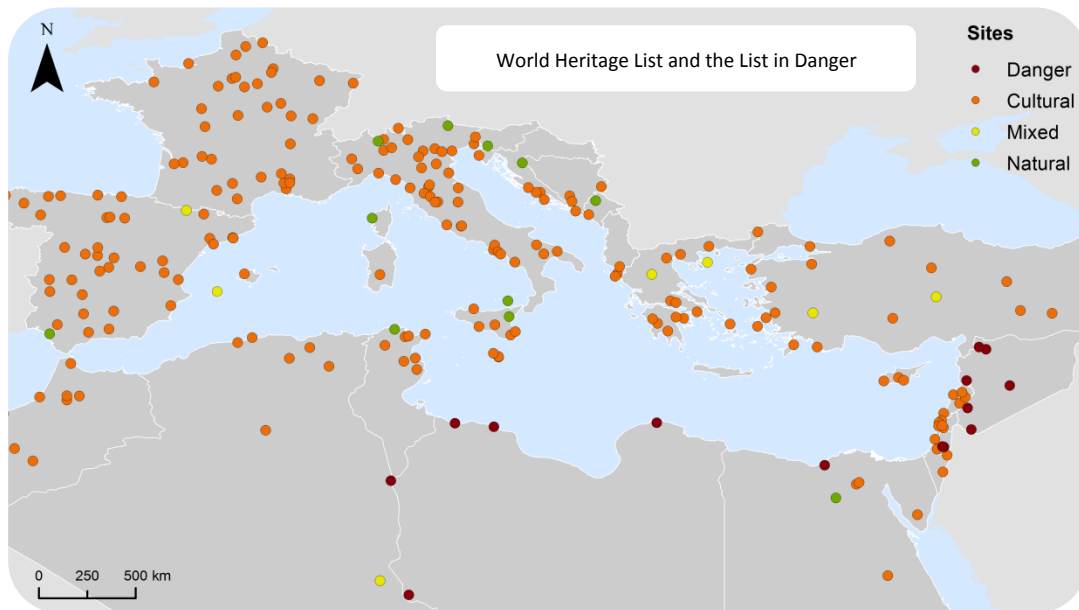 N
World Heritage List and the List in Danger
Sites
Danger
Cultural
Mixed
Natural
0 250 500 km